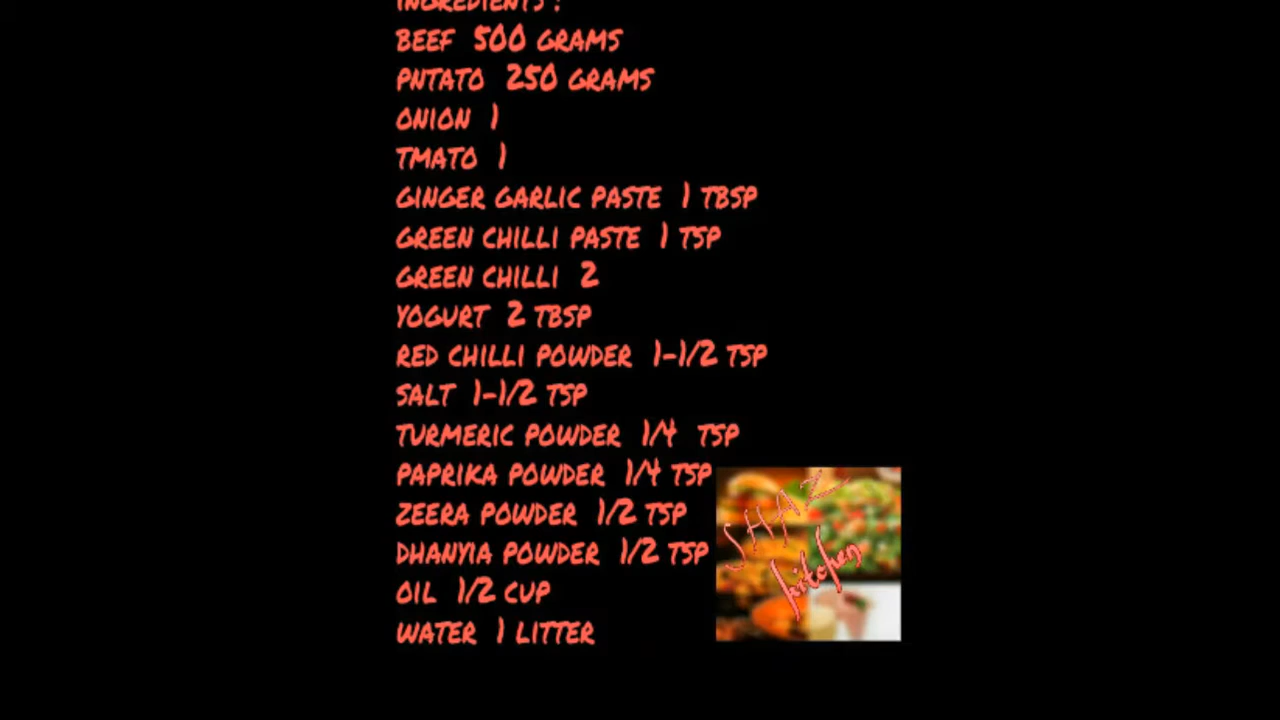 INGREDIENTS :
BEEF 500 GRAMS
PNTATO 250 GRAMS
ONION 1
TMATO 1
GINGER GARLIC PASTE 1 TBSP
GREEN CHILLI PASTE 1 TSP
GREEN CHILLI 2
YOGURT 2 TBSP
RED CHILLI POWDER 1-1/2 TSP
SALT 1-1/2 TSP
TURMERIC POWDER 1/4 TSP
PAPRIKA POWDER 1/4 TSP
ZEERA POWDER 1/2 TSP
DHANYIA POWDER 1/2 TSP
OIL 1/2 CUP
WATER 1 LITTER
SHAZ
kitchen